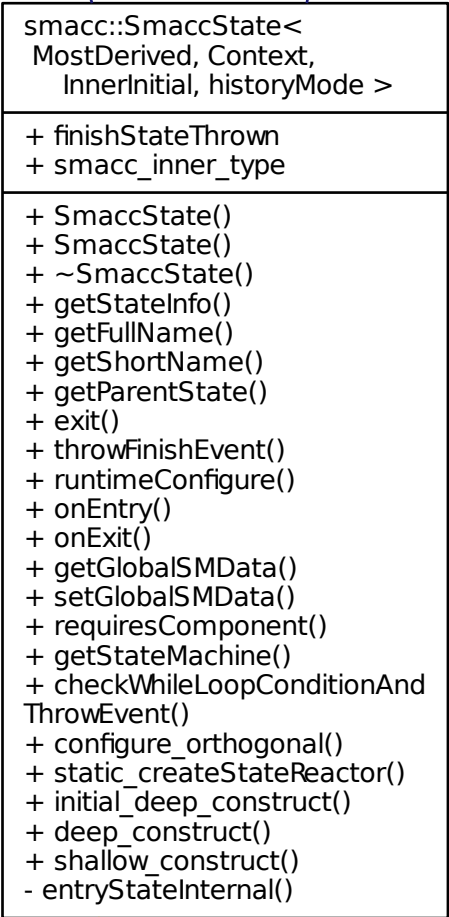 smacc::SmaccState<
MostDerived, Context,
InnerInitial, historyMode >
+ finishStateThrown
+ smacc_inner_type
+ SmaccState()
+ SmaccState()
+ ~SmaccState()
+ getStateInfo()
+ getFullName()
+ getShortName()
+ getParentState()
+ exit()
+ throwFinishEvent()
+ runtimeConfigure()
+ onEntry()
+ onExit()
+ getGlobalSMData()
+ setGlobalSMData()
+ requiresComponent()
+ getStateMachine()
+ checkWhileLoopConditionAnd
ThrowEvent()
+ configure_orthogonal()
+ static_createStateReactor()
+ initial_deep_construct()
+ deep_construct()
+ shallow_construct()
- entryStateInternal()